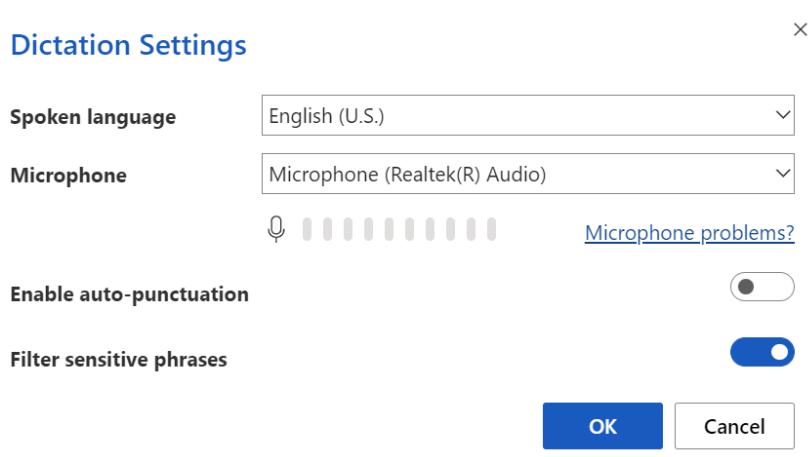 Dictation Settings
Spoken language English (U.S.)
Microphone Microphone (Realtek(R) Audio)
Microphone problems?
Enable auto-punctuation
Filter sensitive phrases
OK Cancel